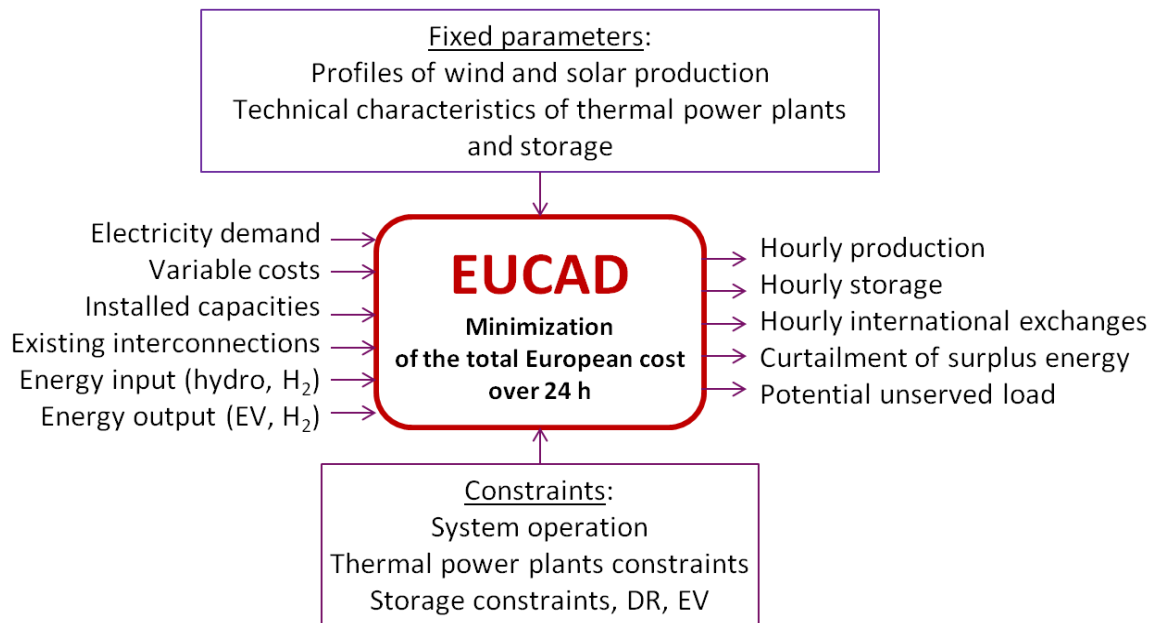 Fixed parameters:
Profiles of wind and solar production
Technical characteristics of thermal power plants
and storage
Electricity demand
Variable costs
Installed capacities
Existing interconnections
Energy input (hydro, H₂)
Energy output (EV, H₂)
EUCAD
Minimization
of the total European cost
over 24 h
Hourly production
Hourly storage
Hourly international exchanges
Curtailment of surplus energy
Potential unserved load
Constraints:
System operation
Thermal power plants constraints
Storage constraints, DR, EV